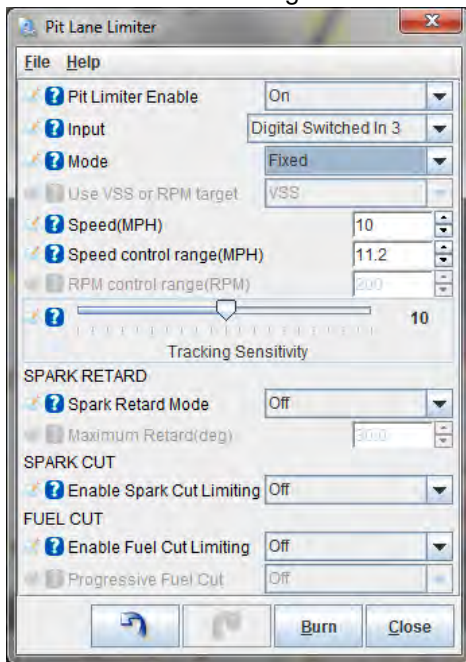 Pit Lane Limiter
File Help
Pit Limiter Enable On
Input Digital Switched In 3
Mode Fixed
Use VSS or RPM target VSS
Speed(MPH) 10
Speed control range(MPH) 11.2
RPM control range(RPM) 200
10
Tracking Sensitivity
SPARK RETARD
Spark Retard Mode Off
Maximum Retard(deg) 30.0
SPARK CUT
Enable Spark Cut Limiting Off
FUEL CUT
Enable Fuel Cut Limiting Off
Progressive Fuel Cut Off
Burn Close